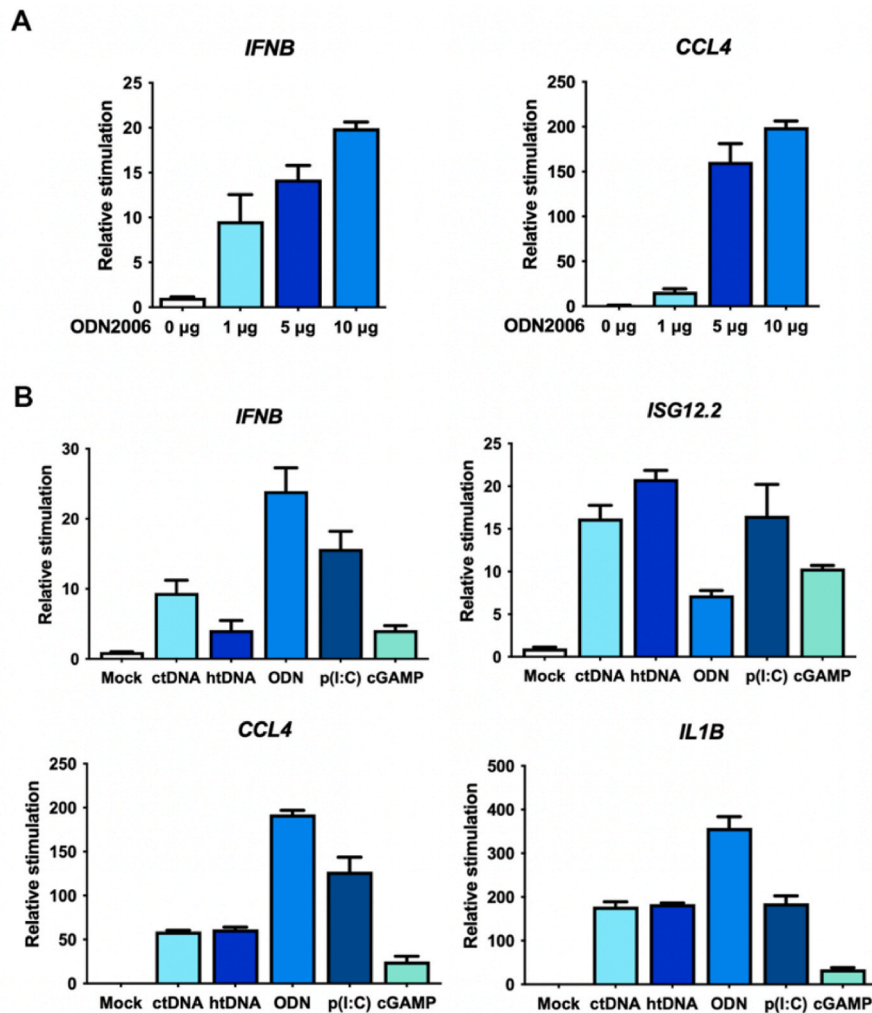 A
IFNB
Relative stimulation
25
20
15
10
5
0
ODN2006 0 µg 1 µg 5 µg 10 µg
CCL4
Relative stimulation
250
200
150
100
50
0
ODN2006 0 µg 1 µg 5 µg 10 µg
B
IFNB
Relative stimulation
30
20
10
0
Mock ctDNA htDNA ODN p(I:C) cGAMP
ISG12.2
Relative stimulation
25
20
15
10
5
0
Mock ctDNA htDNA ODN p(I:C) cGAMP
CCL4
Relative stimulation
250
200
150
100
50
0
Mock ctDNA htDNA ODN p(I:C) cGAMP
IL1B
Relative stimulation
500
400
300
200
100
0
Mock ctDNA htDNA ODN p(I:C) cGAMP